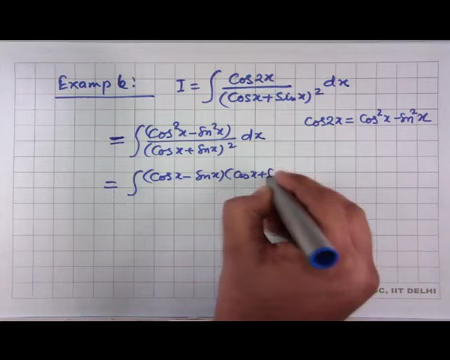 Example: I = ∫ Cos2x / (Cosx + Sinx)² dx
Cos2x = Cos²x - Sin²x
= ∫ (Cos²x - Sin²x) / (Cosx + Sinx)² dx
= ∫ (Cosx - Sinx)(Cosx + S
C, IIT DELHI